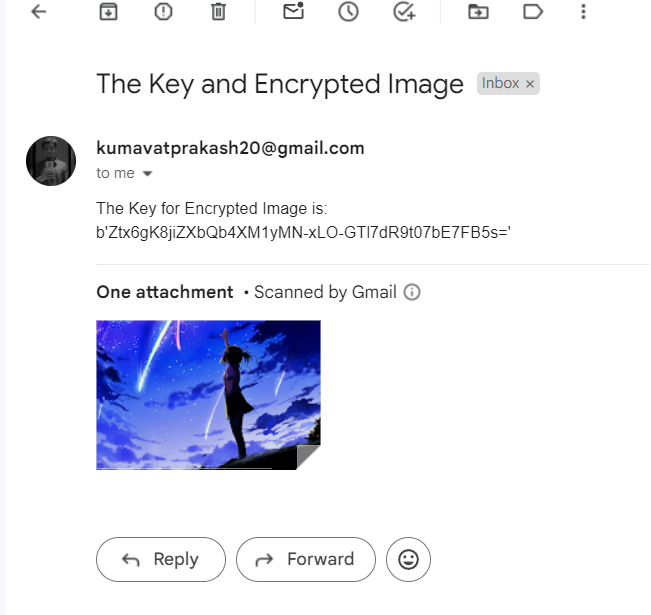 The Key and Encrypted Image Inbox ×
kumavatprakash20@gmail.com
to me
The Key for Encrypted Image is:
b'Ztx6gK8jiZXbQb4XM1yMN-xLO-GTl7dR9t07bE7FB5s='
One attachment • Scanned by Gmail
Reply Forward